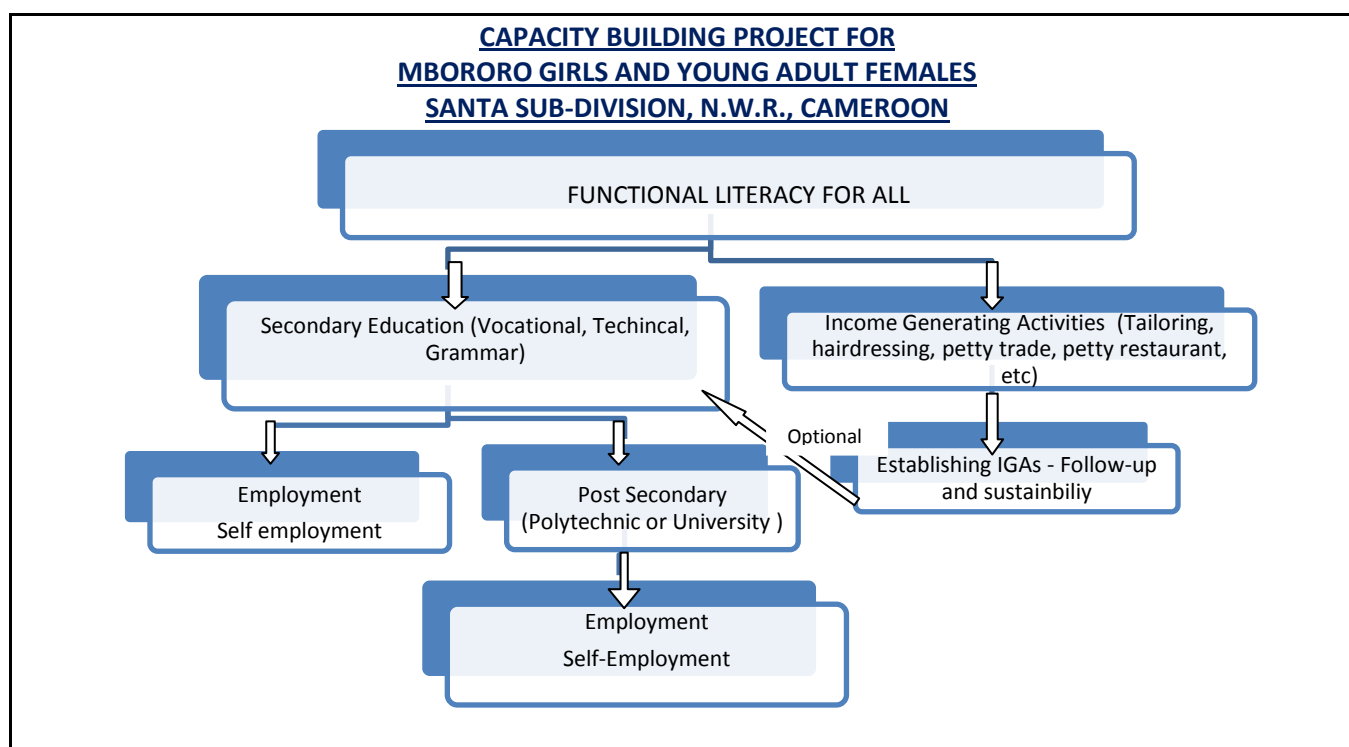 CAPACITY BUILDING PROJECT FOR
MBORORO GIRLS AND YOUNG ADULT FEMALES
SANTA SUB-DIVISION, N.W.R., CAMEROON
FUNCTIONAL LITERACY FOR ALL
Secondary Education (Vocational, Techincal,
Grammar)
Income Generating Activities (Tailoring,
hairdressing, petty trade, petty restaurant,
etc)
Optional
Employment
Self employment
Post Secondary
(Polytechnic or University )
Establishing IGAs - Follow-up
and sustainbiliy
Employment
Self-Employment